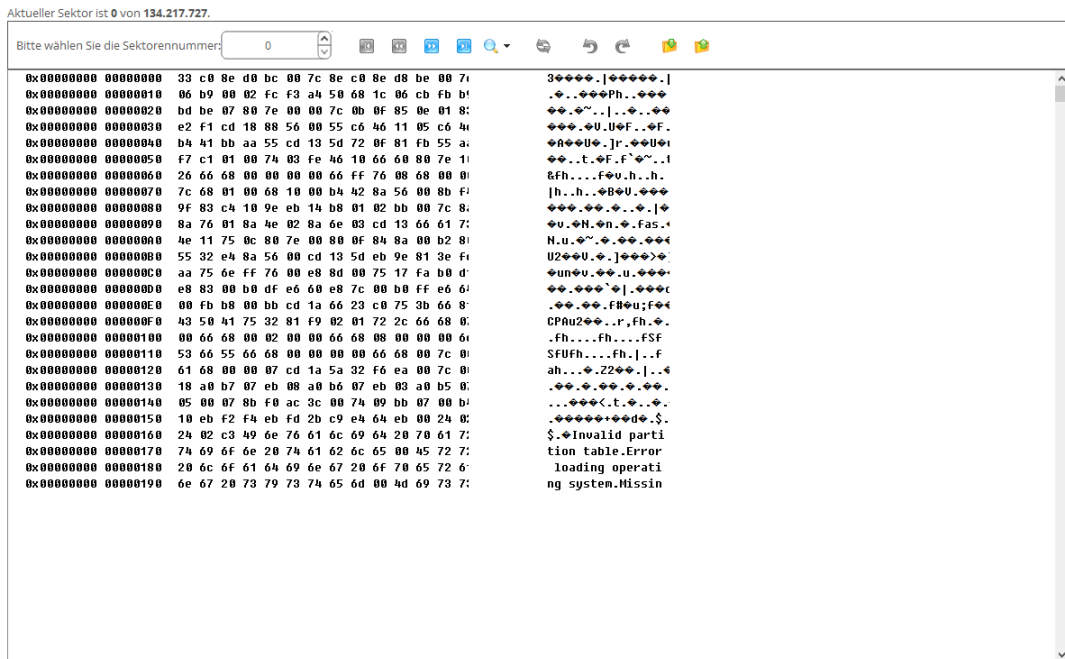 Aktueller Sektor ist 0 von 134.217.727.
Bitte wählen Sie die Sektorennummer: 0
0x00000000 00000000 33 c0 8e d0 bc 00 7c 8e c0 8e d8 be 00 3����.|�����.|
0x00000000 00000010 06 b9 00 02 fc f3 a4 50 68 1c 06 cb fb .�..���Ph..���
0x00000000 00000020 bd be 07 80 7e 00 00 7c 0b 0f 85 0e 01 ��.�~..|..�..��
0x00000000 00000030 e2 f1 cd 18 88 56 00 55 c6 46 11 05 c6 ���.�V.U�F..�F.
0x00000000 00000040 b4 41 bb aa 55 cd 13 5d 72 0f 81 fb 55 �A��U�.]r.��U�
0x00000000 00000050 f7 c1 01 00 74 03 fe 46 10 66 60 80 7e ��..t.�F.f`�~..
0x00000000 00000060 26 66 68 00 00 00 00 66 ff 76 08 68 00 &fh....f�v.h..h.
0x00000000 00000070 7c 68 01 00 68 10 00 b4 42 8a 56 00 8b |h..h..�B�V.���
0x00000000 00000080 9f 83 c4 10 9e eb 14 b8 01 02 bb 00 7c ���.��.�..�.|�
0x00000000 00000090 8a 76 01 8a 4e 02 8a 6e 03 cd 13 66 61 �v.�N.�n.�.fas.
0x00000000 000000A0 4e 11 75 0c 80 7e 00 80 0f 84 8a 00 b2 N.u.�~.�.��.���
0x00000000 000000B0 55 32 e4 8a 56 00 cd 13 5d eb 9e 81 3e U2��V.�.]���>�
0x00000000 000000C0 aa 75 6e ff 76 00 e8 8d 00 75 17 fa b0 �un�v.��.u.���
0x00000000 000000D0 e8 83 00 b0 df e6 60 e8 7c 00 b0 ff e6 ��.���`�|.���
0x00000000 000000E0 00 fb b8 00 bb cd 1a 66 23 c0 75 3b 66 .��.��.f#�u;f��
0x00000000 000000F0 43 50 41 75 32 81 f9 02 01 72 2c 66 68 CPAu2��..r,fh.�.
0x00000000 00000100 00 66 68 00 02 00 00 66 68 08 00 00 00 .fh....fh....fSf
0x00000000 00000110 53 66 55 66 68 00 00 00 00 66 68 00 7c SfUfh....fh.|..f
0x00000000 00000120 61 68 00 00 07 cd 1a 5a 32 f6 ea 00 7c ah...�.Z2��.|..
0x00000000 00000130 18 a0 b7 07 eb 08 a0 b6 07 eb 03 a0 b5 .��.�.��.�.��.
0x00000000 00000140 05 00 07 8b f0 ac 3c 00 74 09 bb 07 00 ...���<.t.�..�.
0x00000000 00000150 10 eb f2 f4 eb fd 2b c9 e4 64 eb 00 24 .�����+��d�.$.
0x00000000 00000160 24 02 c3 49 6e 76 61 6c 69 64 20 70 61 $.�Invalid parti
0x00000000 00000170 74 69 6f 6e 20 74 61 62 6c 65 00 45 72 tion table.Error
0x00000000 00000180 20 6c 6f 61 64 69 6e 67 20 6f 70 65 72 loading operati
0x00000000 00000190 6e 67 20 73 79 73 74 65 6d 00 4d 69 73 ng system.Missin